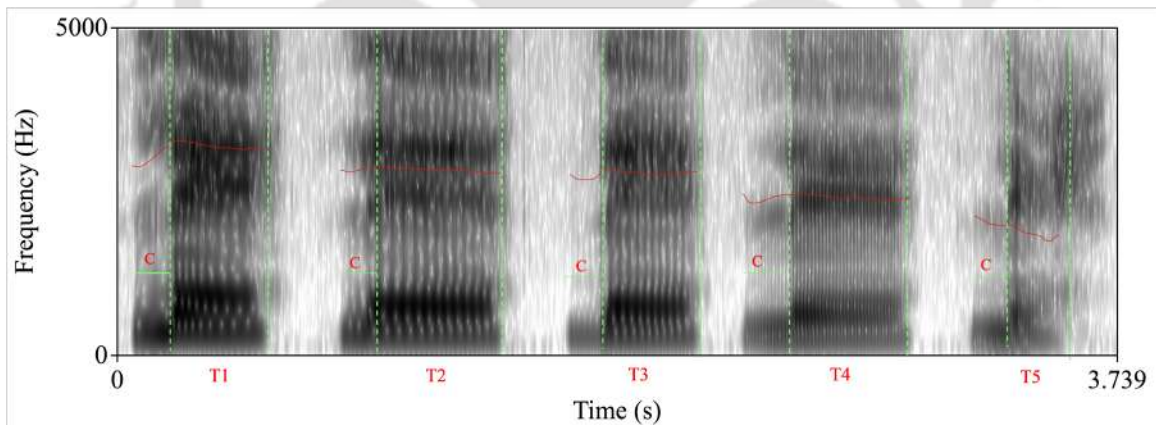 5000
Frequency (Hz)
C C C C C
0
0 T1 T2 T3 T4 T5 3.739
Time (s)